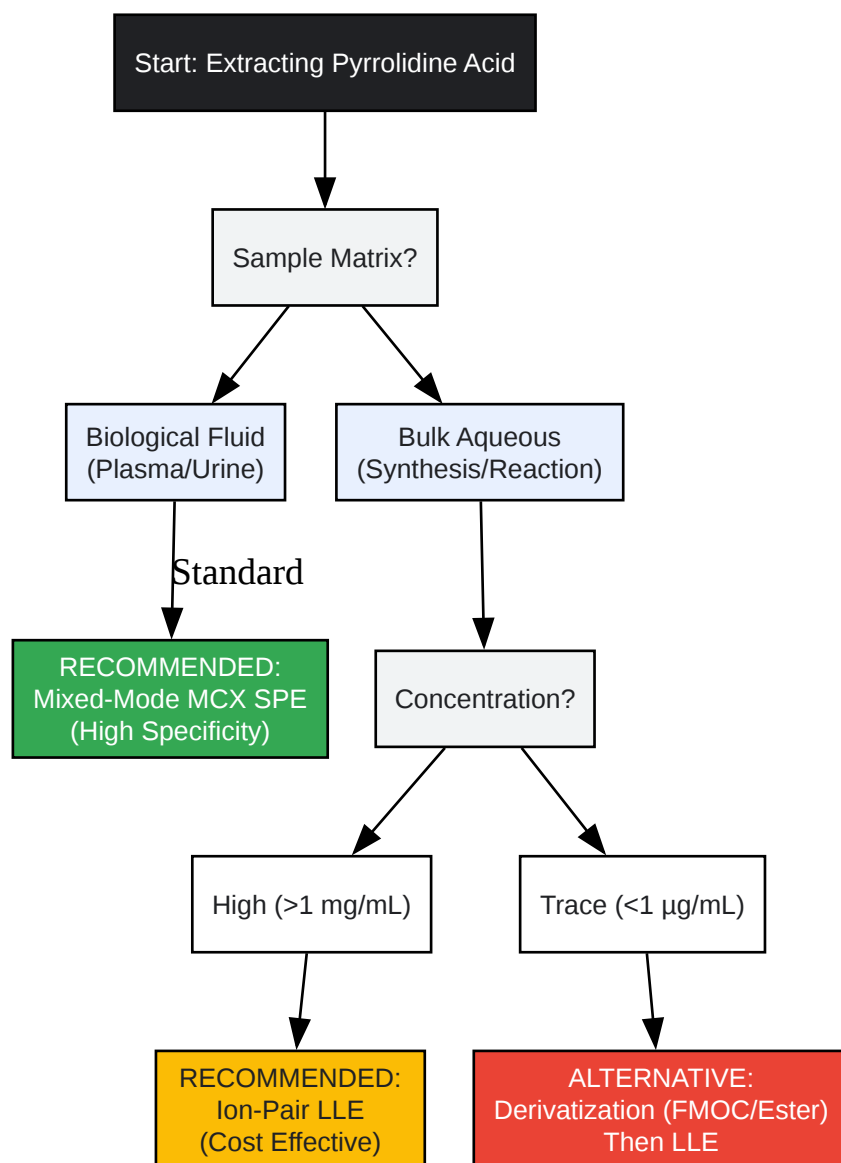 Start: Extracting Pyrrolidine Acid
Sample Matrix?
Biological Fluid
(Plasma/Urine)
Bulk Aqueous
(Synthesis/Reaction)
Standard
RECOMMENDED:
Mixed-Mode MCX SPE
(High Specificity)
Concentration?
High (>1 mg/mL)
Trace (<1 µg/mL)
RECOMMENDED:
Ion-Pair LLE
(Cost Effective)
ALTERNATIVE:
Derivatization (FMOC/Ester)
Then LLE